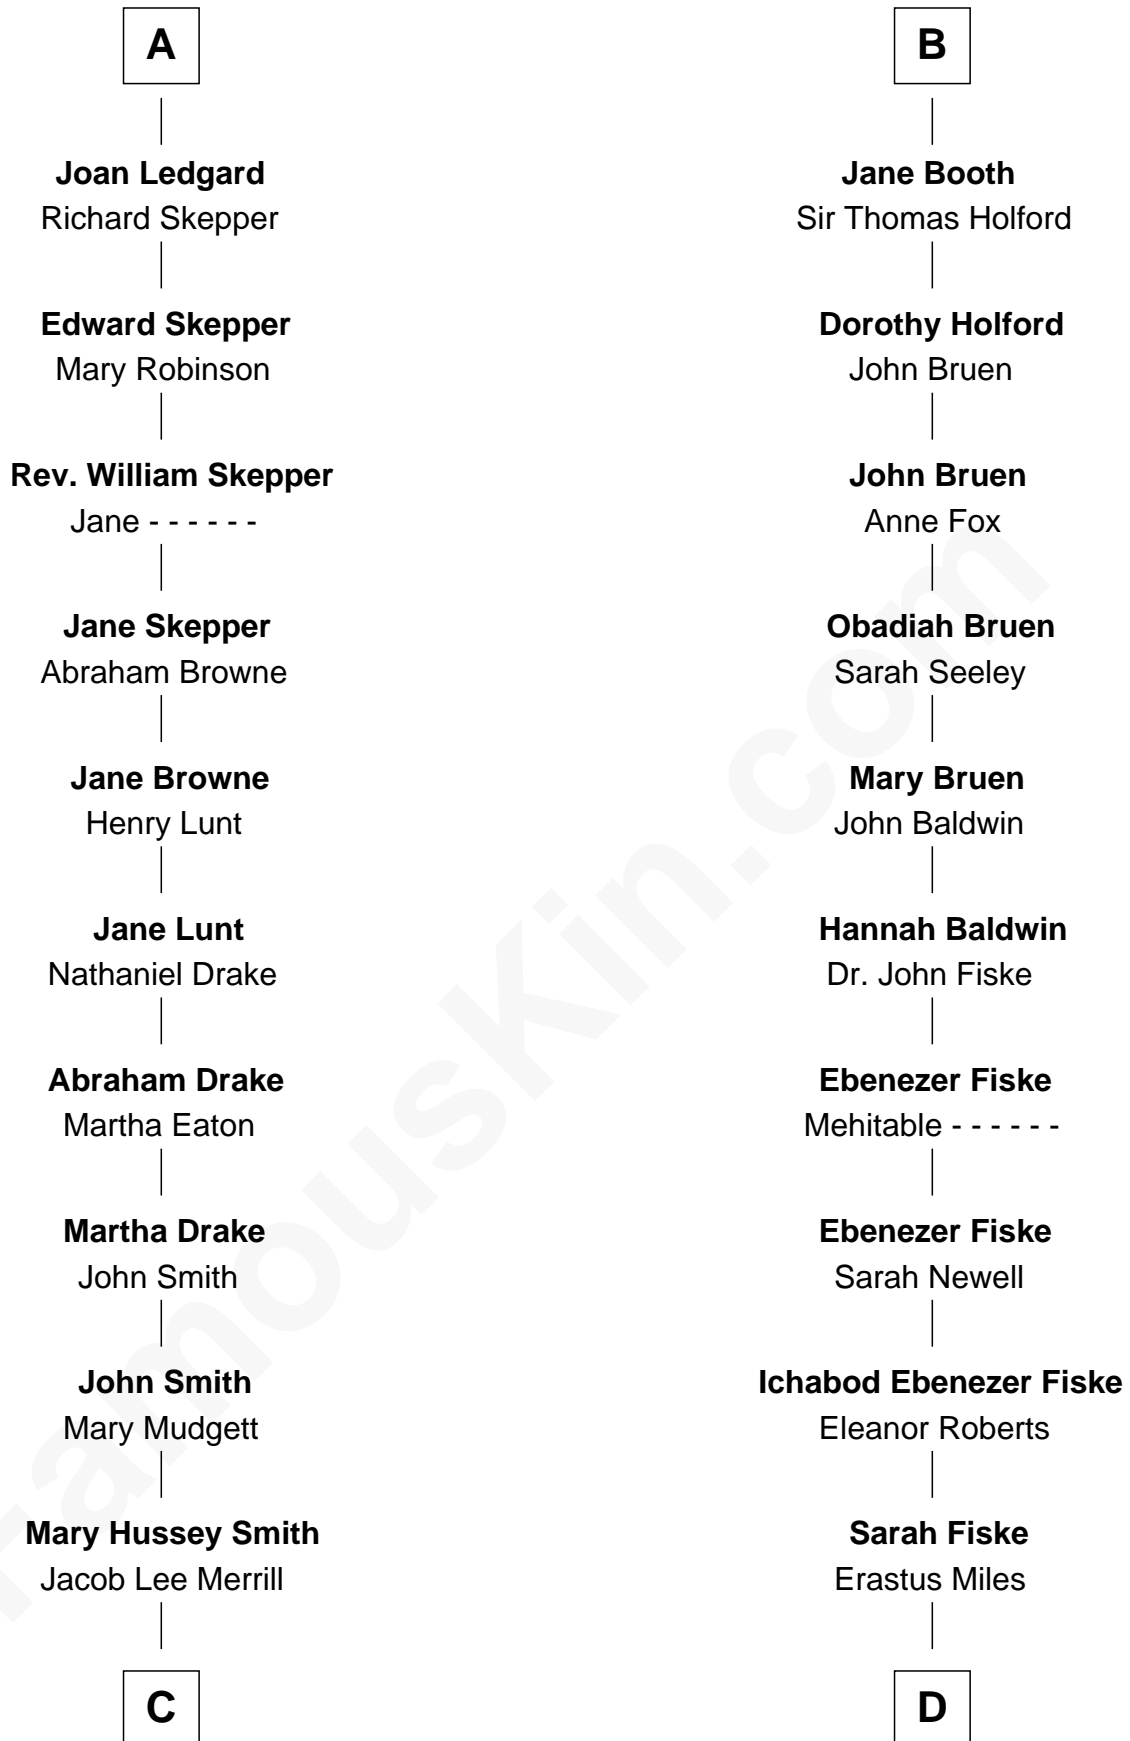 A
Joan Ledgard
Richard Skepper
Edward Skepper
Mary Robinson
Rev. William Skepper
Jane - - - - - -
Jane Skepper
Abraham Browne
Jane Browne
Henry Lunt
Jane Lunt
Nathaniel Drake
Abraham Drake
Martha Eaton
Martha Drake
John Smith
John Smith
Mary Mudgett
Mary Hussey Smith
Jacob Lee Merrill
C
B
Jane Booth
Sir Thomas Holford
Dorothy Holford
John Bruen
John Bruen
Anne Fox
Obadiah Bruen
Sarah Seeley
Mary Bruen
John Baldwin
Hannah Baldwin
Dr. John Fiske
Ebenezer Fiske
Mehitable - - - - - -
Ebenezer Fiske
Sarah Newell
Ichabod Ebenezer Fiske
Eleanor Roberts
Sarah Fiske
Erastus Miles
D
FamousKin.com